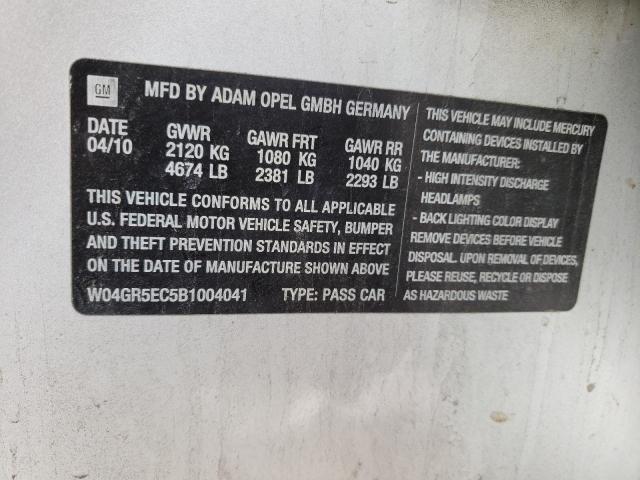 GM
MFD BY ADAM OPEL GMBH GERMANY
DATE GVWR GAWR FRT GAWR RR
04/10 2120 KG 1080 KG 1040 KG
4674 LB 2381 LB 2293 LB
THIS VEHICLE CONFORMS TO ALL APPLICABLE
U.S. FEDERAL MOTOR VEHICLE SAFETY, BUMPER
AND THEFT PREVENTION STANDARDS IN EFFECT
ON THE DATE OF MANUFACTURE SHOWN ABOVE
W04GR5EC5B1004041 TYPE: PASS CAR
THIS VEHICLE MAY INCLUDE MERCURY
CONTAINING DEVICES INSTALLED BY
THE MANUFACTURER:
- HIGH INTENSITY DISCHARGE
HEADLAMPS
- BACK LIGHTING COLOR DISPLAY
REMOVE DEVICES BEFORE VEHICLE
DISPOSAL. UPON REMOVAL OF DEVICES,
PLEASE REUSE, RECYCLE OR DISPOSE
AS HAZARDOUS WASTE